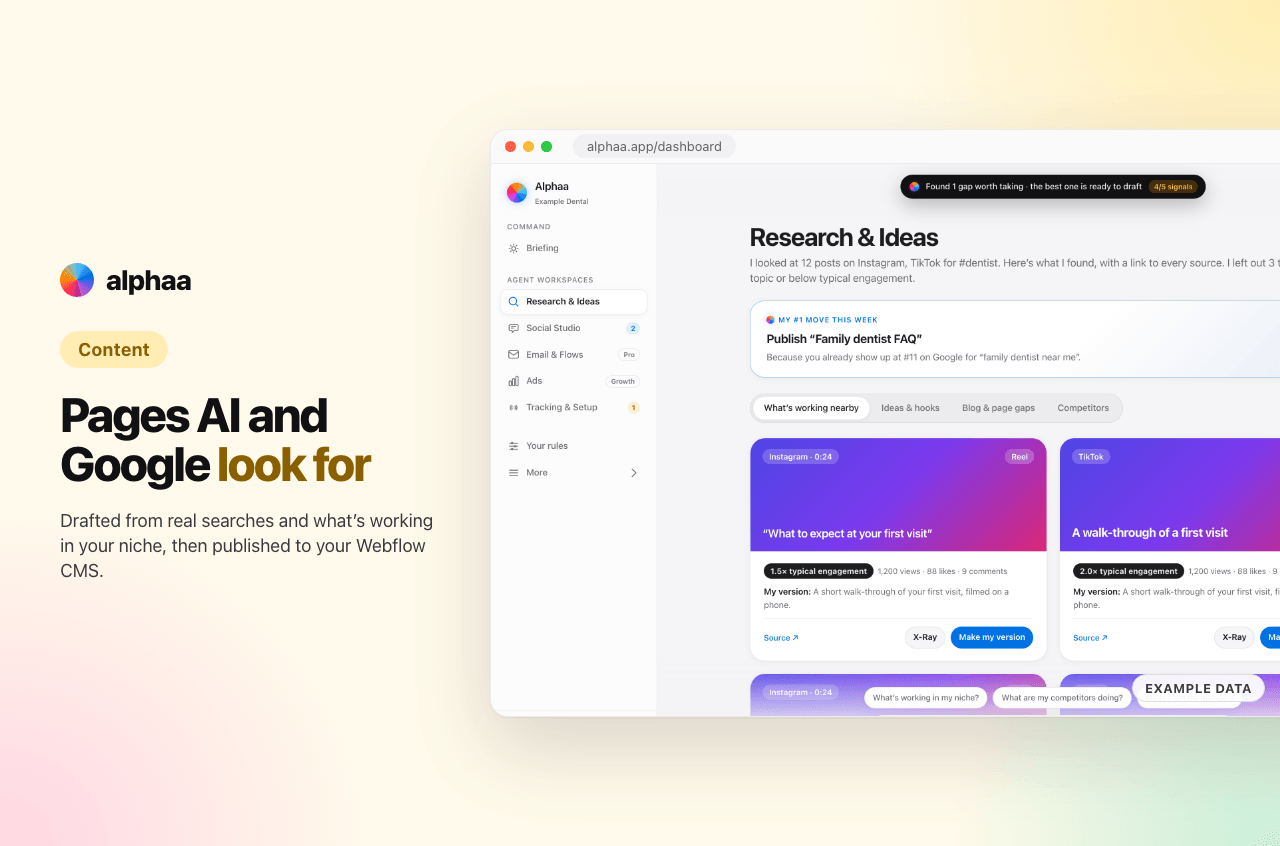 alphaa
Content
Pages AI and
Google look for
Drafted from real searches and what's working
in your niche, then published to your Webflow
CMS.
alphaa.app/dashboard
Alphaa
Example Dental
COMMAND
Briefing
AGENT WORKSPACES
Research & Ideas
Social Studio 2
Email & Flows Pro
Ads Growth
Tracking & Setup 1
Your rules
More
Found 1 gap worth taking · the best one is ready to draft 4/5 signals
Research & Ideas
I looked at 12 posts on Instagram, TikTok for #dentist. Here's what I found, with a link to every source. I left out 3
topic or below typical engagement.
MY #1 MOVE THIS WEEK
Publish “Family dentist FAQ”
Because you already show up at #11 on Google for “family dentist near me”.
What's working nearby Ideas & hooks Blog & page gaps Competitors
Instagram · 0:24 Reel
“What to expect at your first visit”
1.5× typical engagement 1,200 views · 88 likes · 9 comments
My version: A short walk-through of your first visit, filmed on a
phone.
Source ↗ X-Ray Make my version
TikTok
A walk-through of a first visit
2.0× typical engagement 1,200 views · 88 likes · 9
My version: A short walk-through of your first visit,
phone.
Source ↗ X-Ray
Instagram · 0:24
What's working in my niche? What are my competitors doing?
EXAMPLE DATA